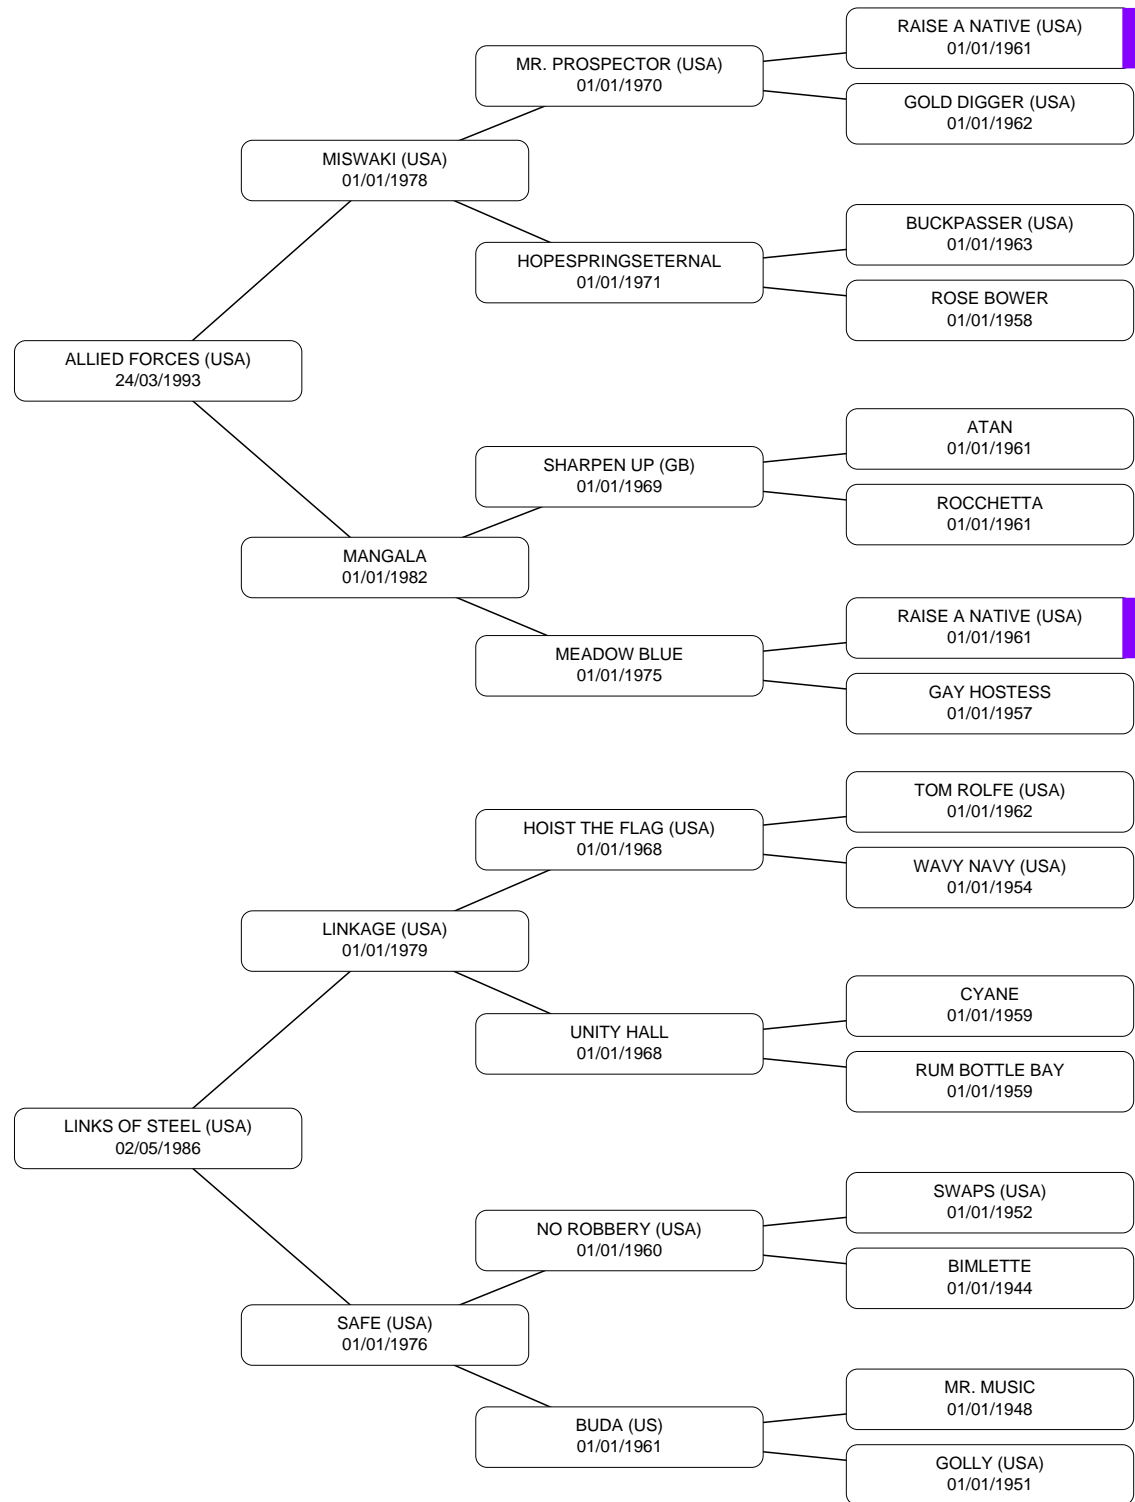 RAISE A NATIVE (USA)
01/01/1961
MR. PROSPECTOR (USA)
01/01/1970
GOLD DIGGER (USA)
01/01/1962
MISWAKI (USA)
01/01/1978
BUCKPASSER (USA)
01/01/1963
HOPESPRINGSETERNAL
01/01/1971
ROSE BOWER
01/01/1958
ALLIED FORCES (USA)
24/03/1993
ATAN
01/01/1961
SHARPEN UP (GB)
01/01/1969
ROCCHETTA
01/01/1961
MANGALA
01/01/1982
RAISE A NATIVE (USA)
01/01/1961
MEADOW BLUE
01/01/1975
GAY HOSTESS
01/01/1957
TOM ROLFE (USA)
01/01/1962
HOIST THE FLAG (USA)
01/01/1968
WAVY NAVY (USA)
01/01/1954
LINKAGE (USA)
01/01/1979
CYANE
01/01/1959
UNITY HALL
01/01/1968
RUM BOTTLE BAY
01/01/1959
LINKS OF STEEL (USA)
02/05/1986
SWAPS (USA)
01/01/1952
NO ROBBERY (USA)
01/01/1960
BIMLETTE
01/01/1944
SAFE (USA)
01/01/1976
MR. MUSIC
01/01/1948
BUDA (US)
01/01/1961
GOLLY (USA)
01/01/1951